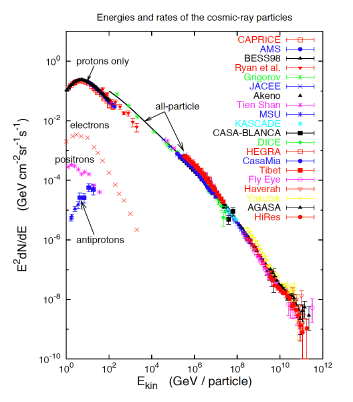 Energies and rates of the cosmic-ray particles
CAPRICE
AMS
BESS98
Ryan et al.
Grigorov
JACEE
Akeno
Tien Shan
MSU
KASCADE
CASA-BLANCA
DICE
HEGRA
CasaMia
Tibet
Fly Eye
Haverah
Yakutsk
AGASA
HiRes
protons only
all-particle
electrons
positrons
antiprotons
E²dN/dE (GeV cm⁻²sr⁻¹s⁻¹)
10⁰
10⁻²
10⁻⁴
10⁻⁶
10⁻⁸
10⁻¹⁰
10⁰ 10² 10⁴ 10⁶ 10⁸ 10¹⁰ 10¹²
Eₖᵢₙ (GeV / particle)